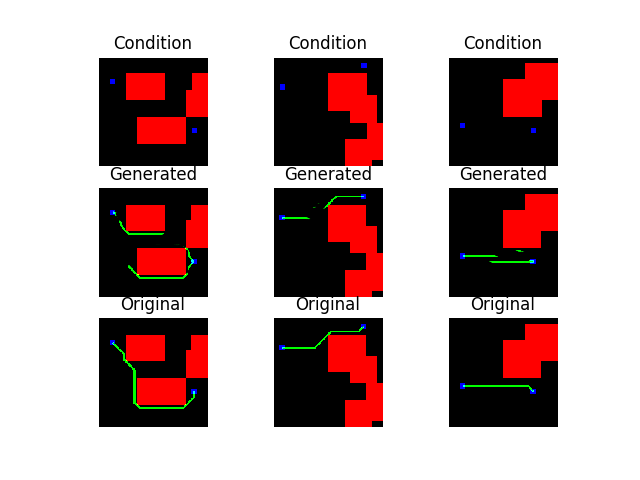 Condition Condition Condition
Generated Generated Generated
Original Original Original